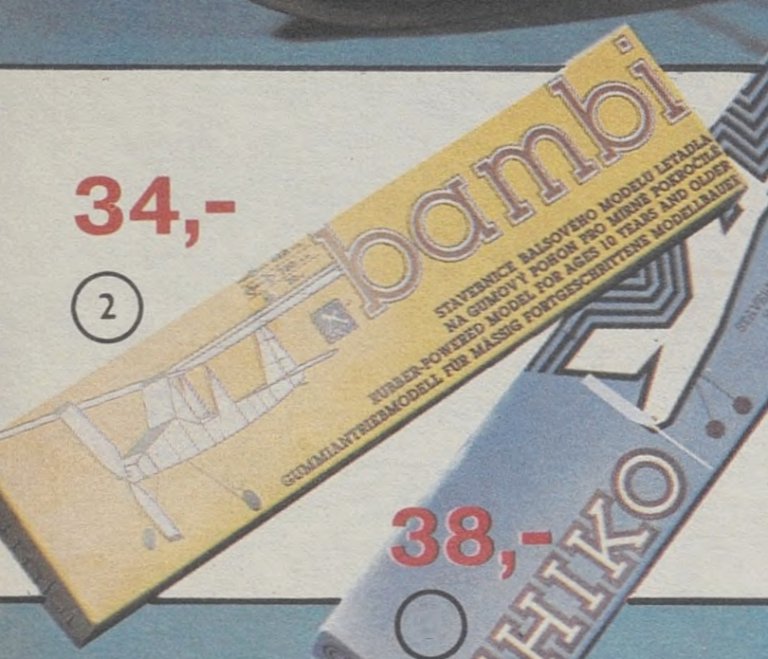 34,-
2
bambi
STAVEBNICE BALSOVÉHO MODELU LETADLA
NA GUMOVÝ POHON PRO MÍRNĚ POKROČILÉ
RUBBER-POWERED MODEL FOR AGES 10 YEARS AND OLDER
GUMMIANTRIEBMODELL FÜR MÄSSIG FORTGESCHRITTENE MODELLBAUER
38,-
HIKO